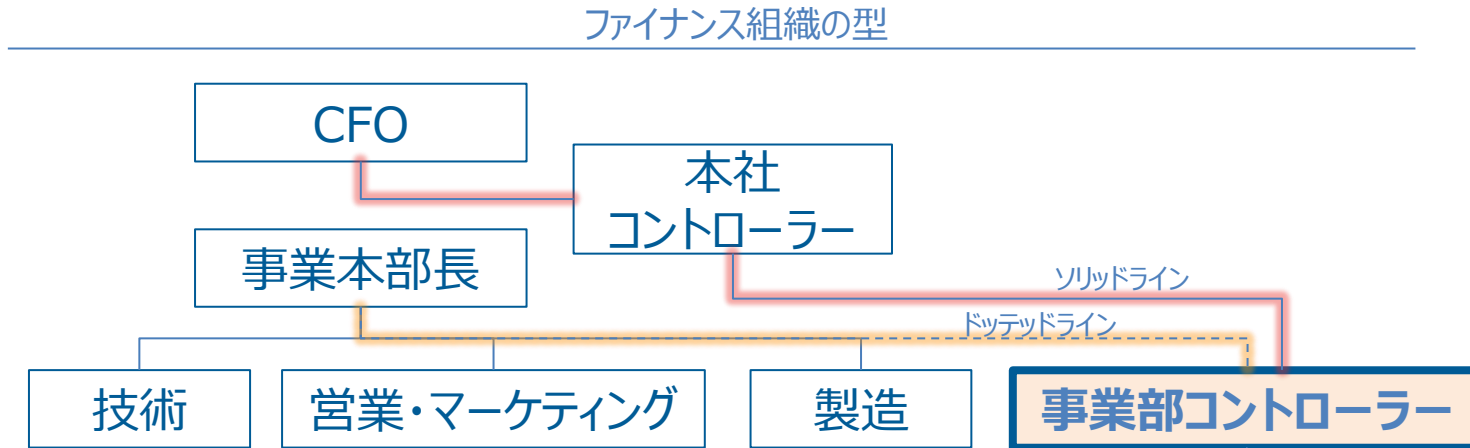 ファイナンス組織の型
CFO
本社
コントローラー
事業本部長
ソリッドライン
ドッテッドライン
技術
営業・マーケティング
製造
事業部コントローラー